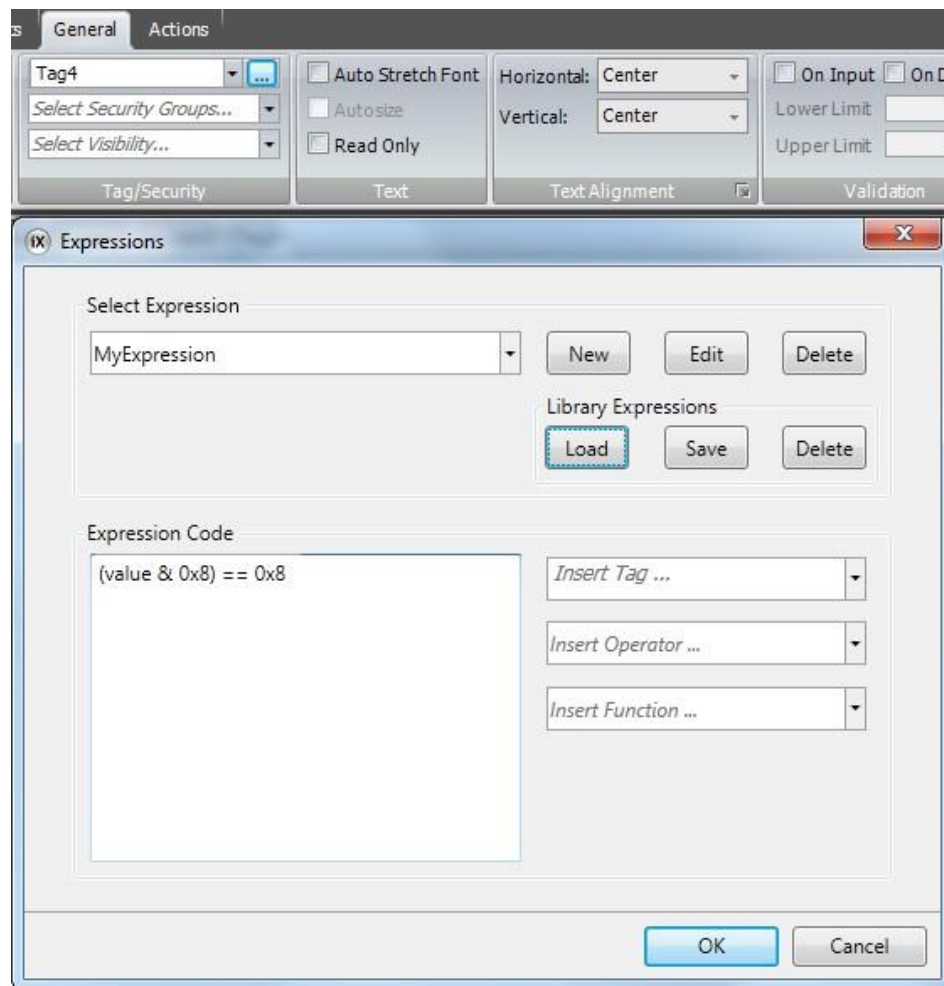 s General Actions
Tag4 ... Auto Stretch Font Horizontal: Center On Input On D
Select Security Groups... Autosize Vertical: Center Lower Limit
Select Visibility... Read Only Upper Limit
Tag/Security Text Text Alignment Validation
iX Expressions
Select Expression
MyExpression New Edit Delete
Library Expressions
Load Save Delete
Expression Code
(value & 0x8) == 0x8 Insert Tag ...
Insert Operator ...
Insert Function ...
OK Cancel